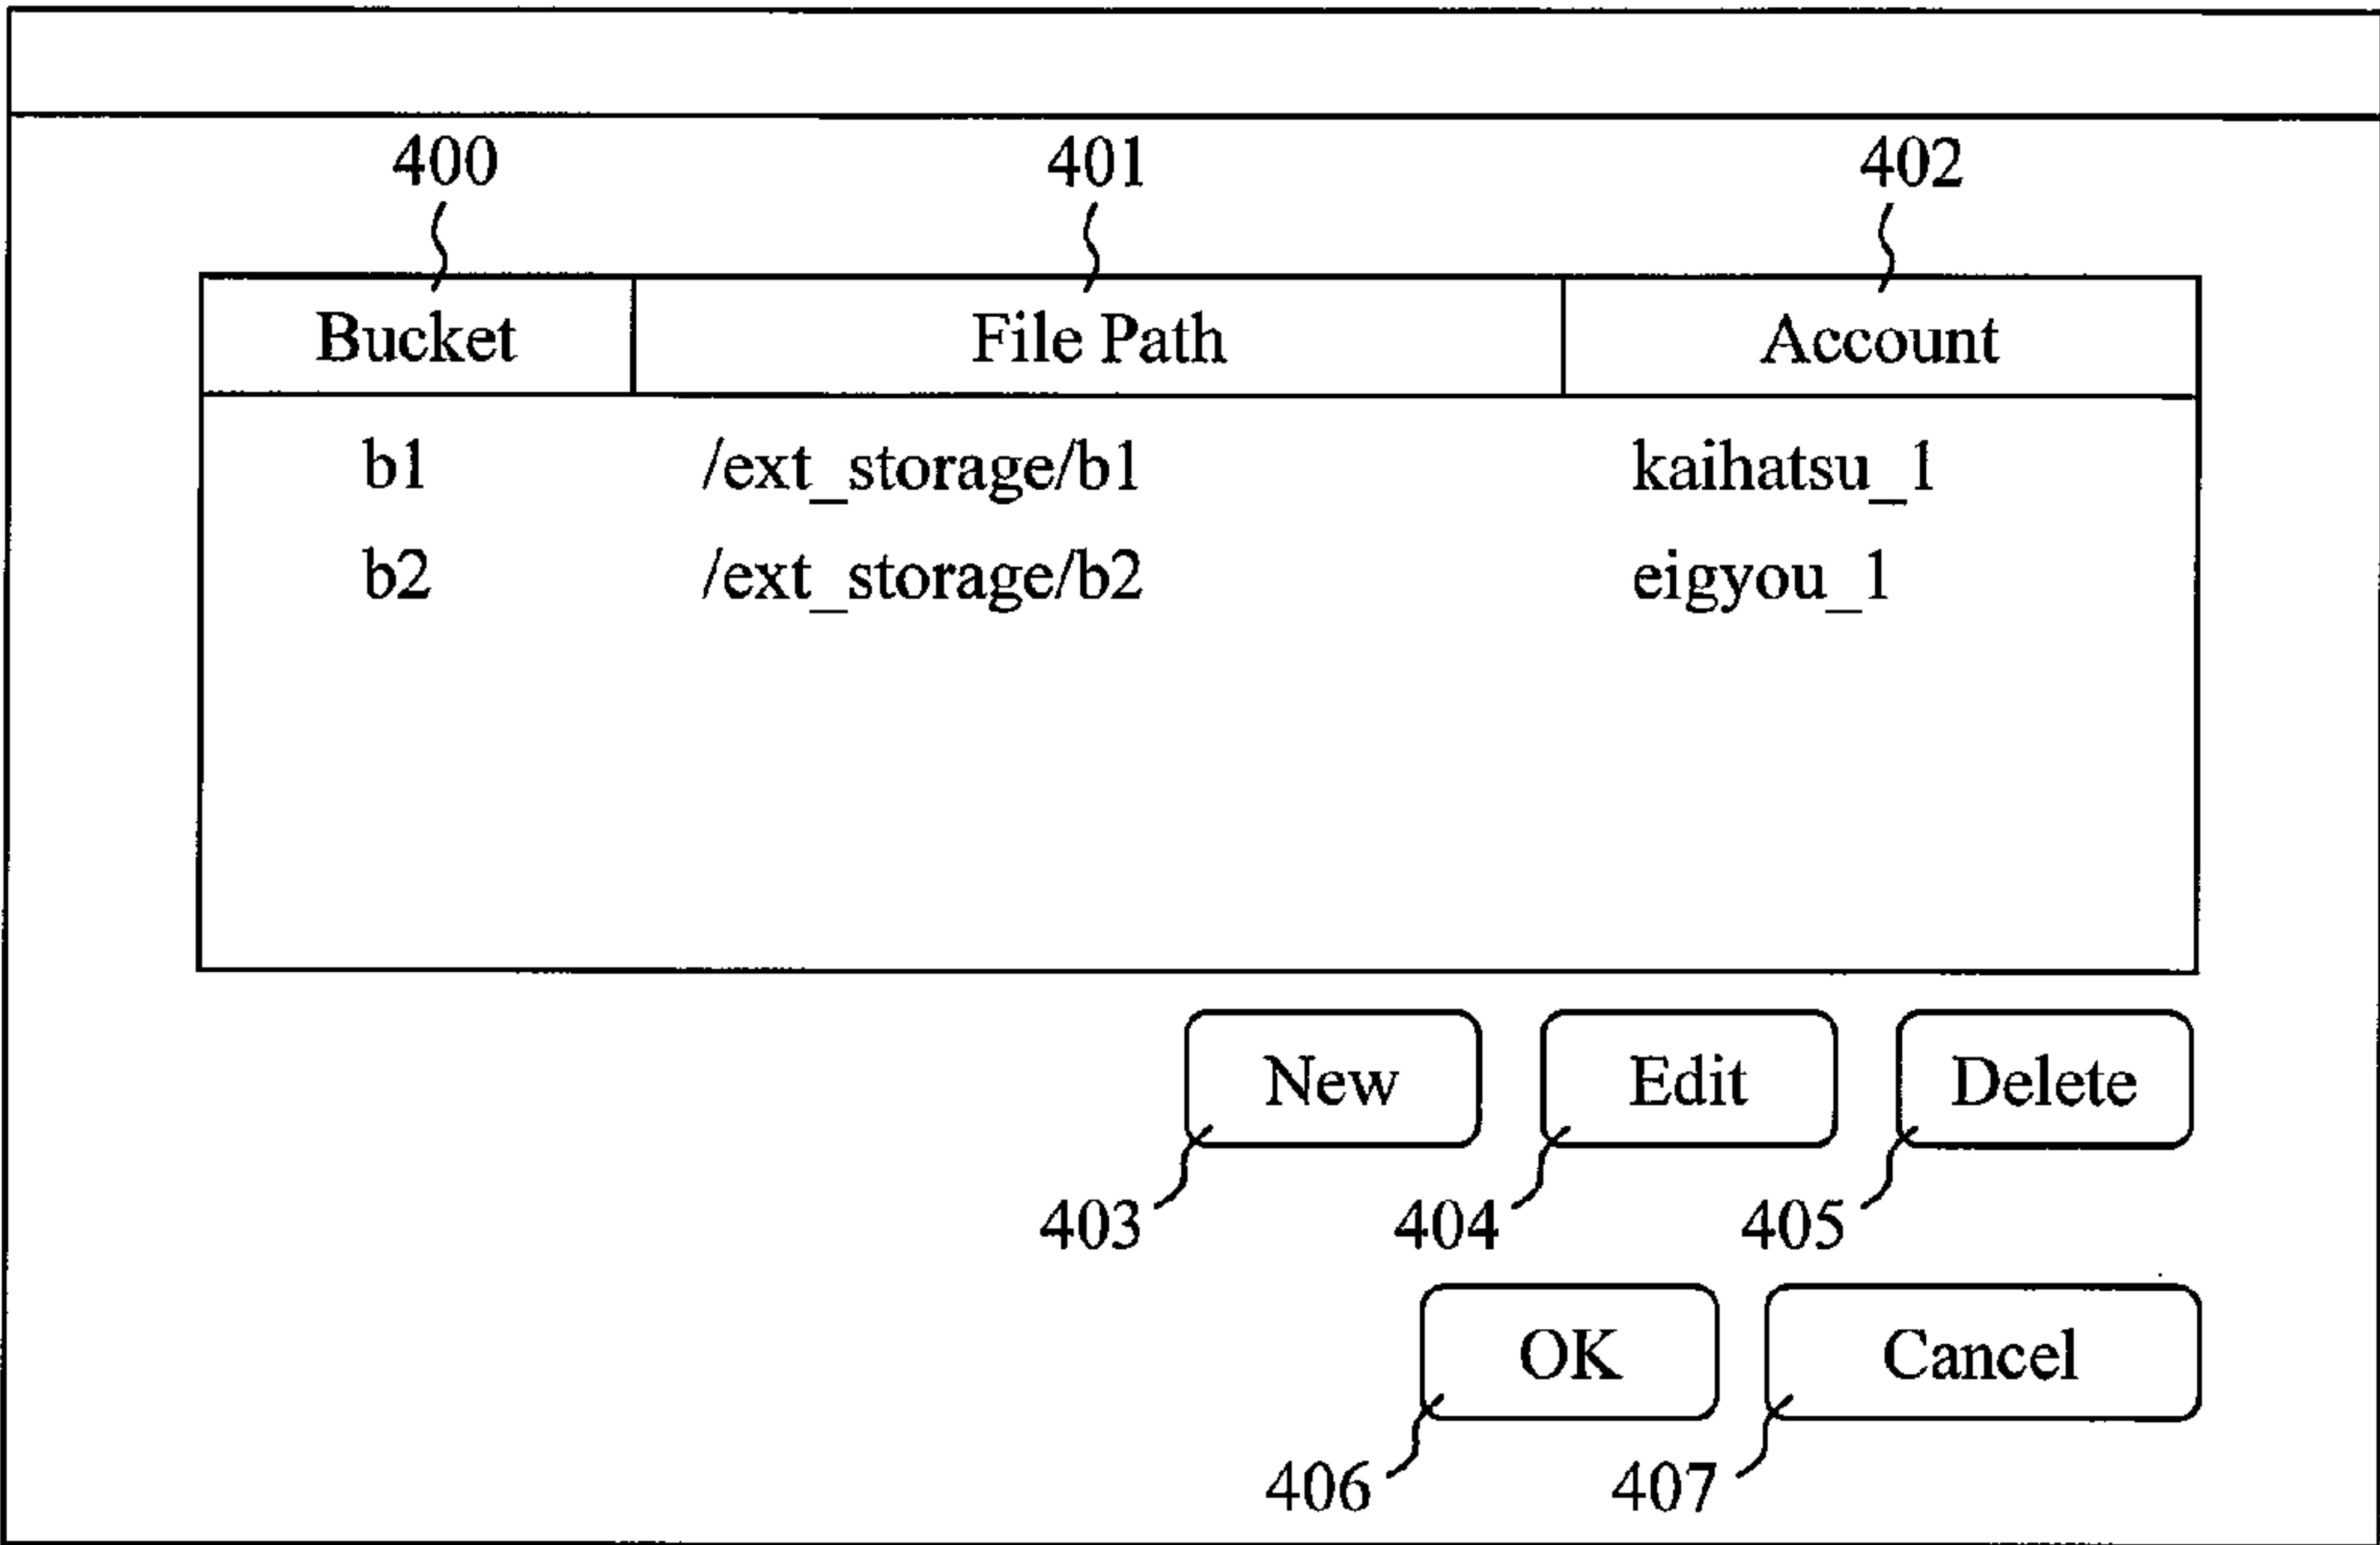 400 401 402
Bucket File Path Account
b1 /ext_storage/b1 kaihatsu_1
b2 /ext_storage/b2 eigyou_1
New Edit Delete
403 404 405
OK Cancel
406 407